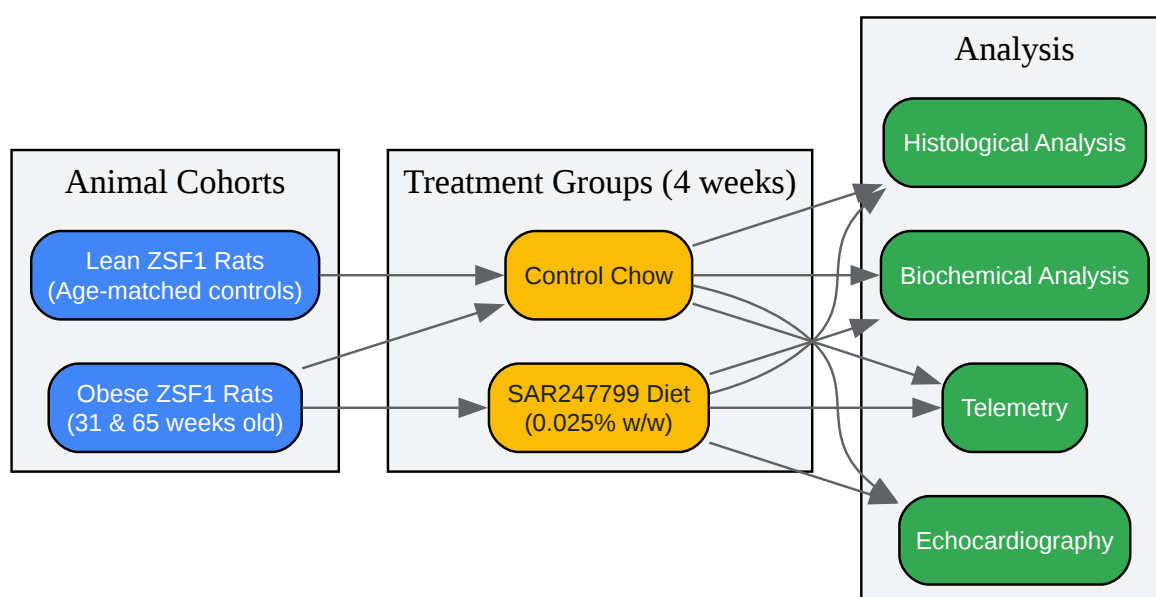 Animal Cohorts
Lean ZSF1 Rats
(Age-matched controls)
Obese ZSF1 Rats
(31 & 65 weeks old)
Treatment Groups (4 weeks)
Control Chow
SAR247799 Diet
(0.025% w/w)
Analysis
Histological Analysis
Biochemical Analysis
Telemetry
Echocardiography